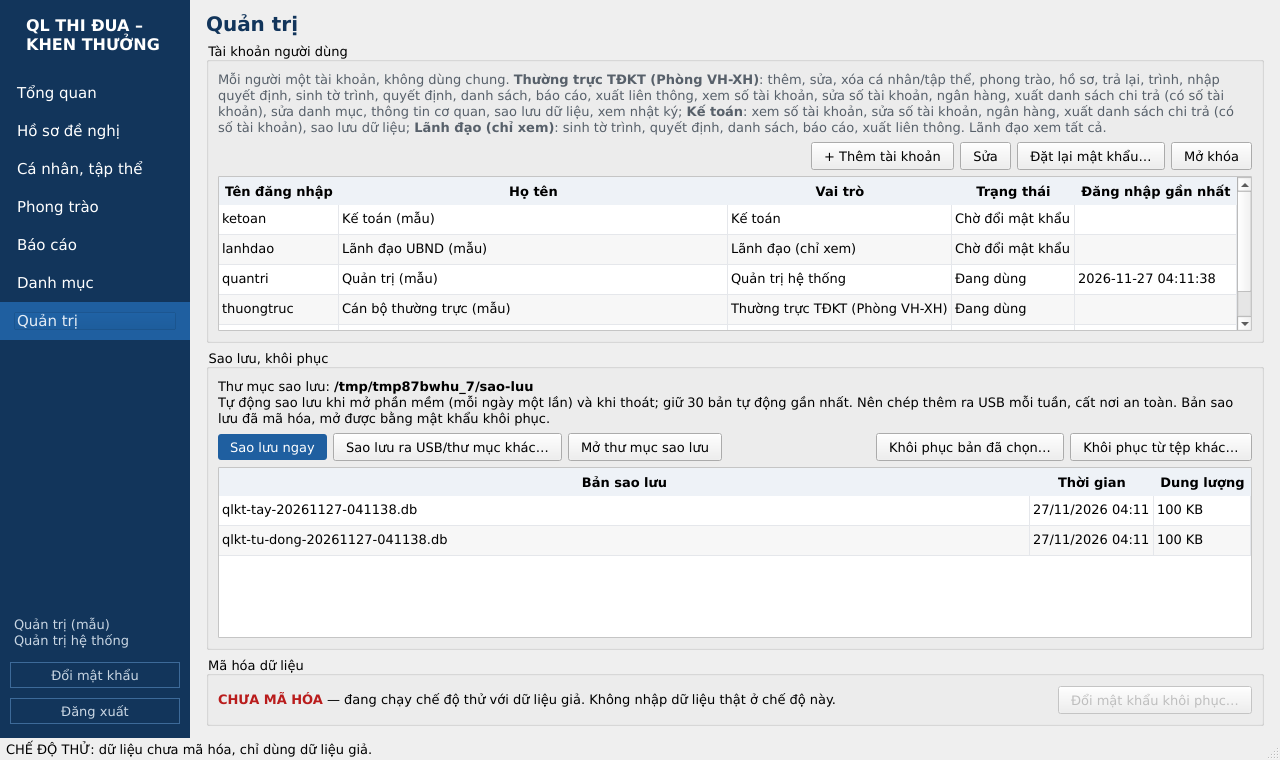 QL THI ĐUA –
KHEN THƯỞNG
Tổng quan
Hồ sơ đề nghị
Cá nhân, tập thể
Phong trào
Báo cáo
Danh mục
Quản trị
Quản trị (mẫu)
Quản trị hệ thống
Đổi mật khẩu
Đăng xuất
Quản trị
Tài khoản người dùng
Mỗi người một tài khoản, không dùng chung. Thường trực TĐKT (Phòng VH-XH): thêm, sửa, xóa cá nhân/tập thể, phong trào, hồ sơ, trả lại, trình, nhập
quyết định, sinh tờ trình, quyết định, danh sách, báo cáo, xuất liên thông, xem số tài khoản, sửa số tài khoản, ngân hàng, xuất danh sách chi trả (có số tài
khoản), sửa danh mục, thông tin cơ quan, sao lưu dữ liệu, xem nhật ký; Kế toán: xem số tài khoản, sửa số tài khoản, ngân hàng, xuất danh sách chi trả (có
số tài khoản), sao lưu dữ liệu; Lãnh đạo (chỉ xem): sinh tờ trình, quyết định, danh sách, báo cáo, xuất liên thông. Lãnh đạo xem tất cả.
+ Thêm tài khoản Sửa Đặt lại mật khẩu... Mở khóa
Tên đăng nhập Họ tên Vai trò Trạng thái Đăng nhập gần nhất
ketoan Kế toán (mẫu) Kế toán Chờ đổi mật khẩu
lanhdao Lãnh đạo UBND (mẫu) Lãnh đạo (chỉ xem) Chờ đổi mật khẩu
quantri Quản trị (mẫu) Quản trị hệ thống Đang dùng 2026-11-27 04:11:38
thuongtruc Cán bộ thường trực (mẫu) Thường trực TĐKT (Phòng VH-XH) Đang dùng
Sao lưu, khôi phục
Thư mục sao lưu: /tmp/tmp87bwhu_7/sao-luu
Tự động sao lưu khi mở phần mềm (mỗi ngày một lần) và khi thoát; giữ 30 bản tự động gần nhất. Nên chép thêm ra USB mỗi tuần, cất nơi an toàn. Bản sao
lưu đã mã hóa, mở được bằng mật khẩu khôi phục.
Sao lưu ngay Sao lưu ra USB/thư mục khác... Mở thư mục sao lưu Khôi phục bản đã chọn... Khôi phục từ tệp khác...
Bản sao lưu Thời gian Dung lượng
qlkt-tay-20261127-041138.db 27/11/2026 04:11 100 KB
qlkt-tu-dong-20261127-041138.db 27/11/2026 04:11 100 KB
Mã hóa dữ liệu
CHƯA MÃ HÓA — đang chạy chế độ thử với dữ liệu giả. Không nhập dữ liệu thật ở chế độ này. Đổi mật khẩu khôi phục...
CHẾ ĐỘ THỬ: dữ liệu chưa mã hóa, chỉ dùng dữ liệu giả.